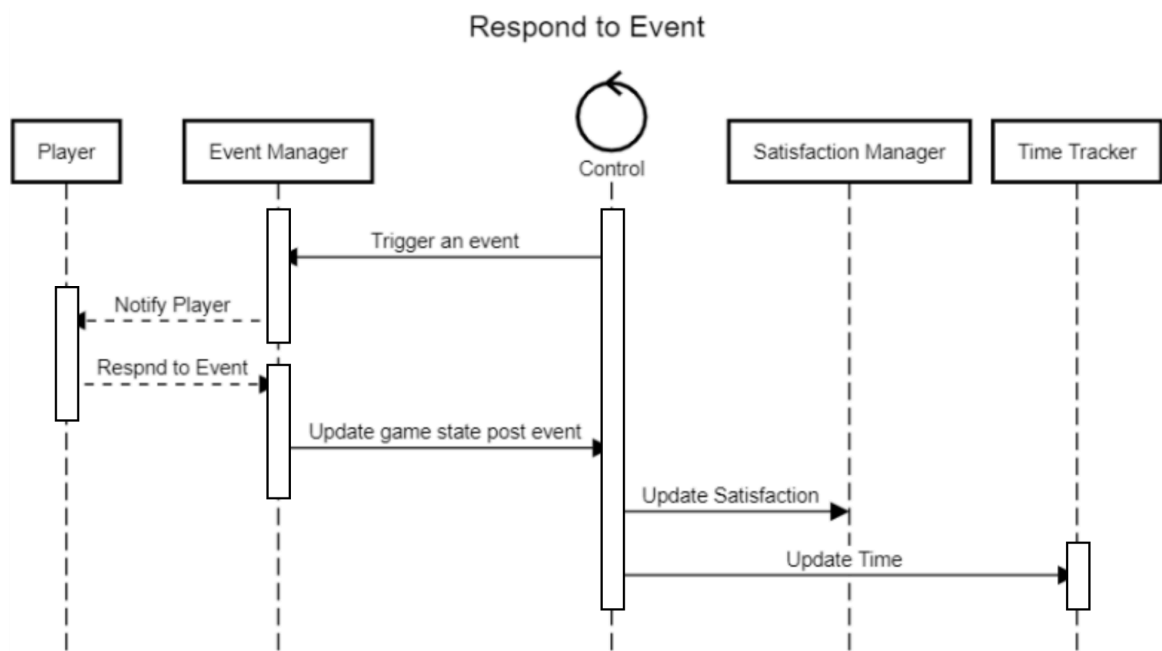 Respond to Event
Player
Event Manager
Control
Satisfaction Manager
Time Tracker
Trigger an event
Notify Player
Respnd to Event
Update game state post event
Update Satisfaction
Update Time